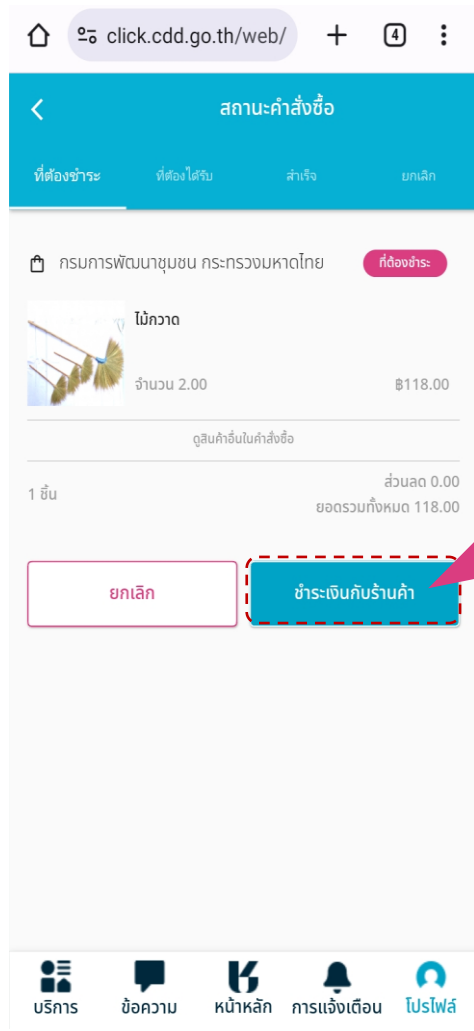 click.cdd.go.th/web/
4
สถานะคำสั่งซื้อ
ที่ต้องชำระ ที่ต้องได้รับ สำเร็จ ยกเลิก
กรมการพัฒนาชุมชน กระทรวงมหาดไทย ที่ต้องชำระ
ไม้กวาด
จำนวน 2.00 ฿118.00
ดูสินค้าอื่นในคำสั่งซื้อ
ส่วนลด 0.00
1 ชิ้น
ยอดรวมทั้งหมด 118.00
ยกเลิก ชำระเงินกับร้านค้า
บริการ ข้อความ หน้าหลัก การแจ้งเตือน โปรไฟล์